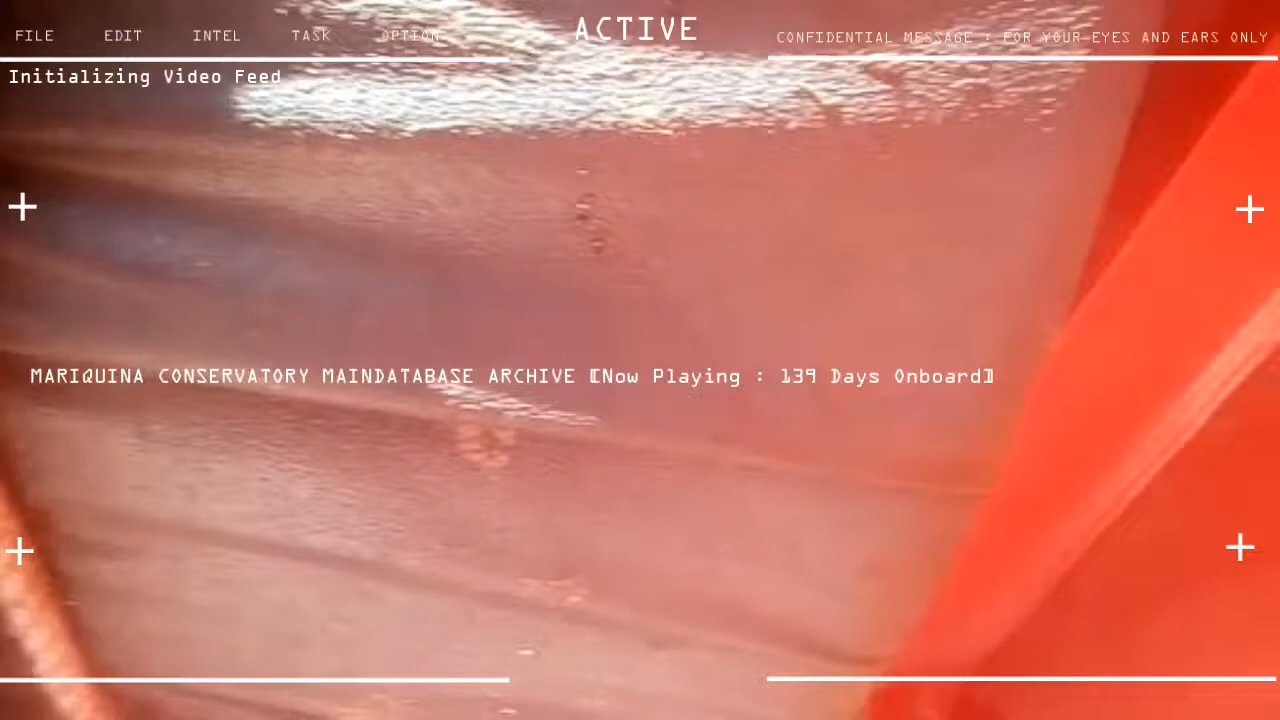 FILE EDIT INTEL TASK OPTION
ACTIVE
CONFIDENTIAL MESSAGE : FOR YOUR EYES AND EARS ONLY
Initializing Video Feed
MARIQUINA CONSERVATORY MAINDATABASE ARCHIVE [Now Playing : 139 Days Onboard]